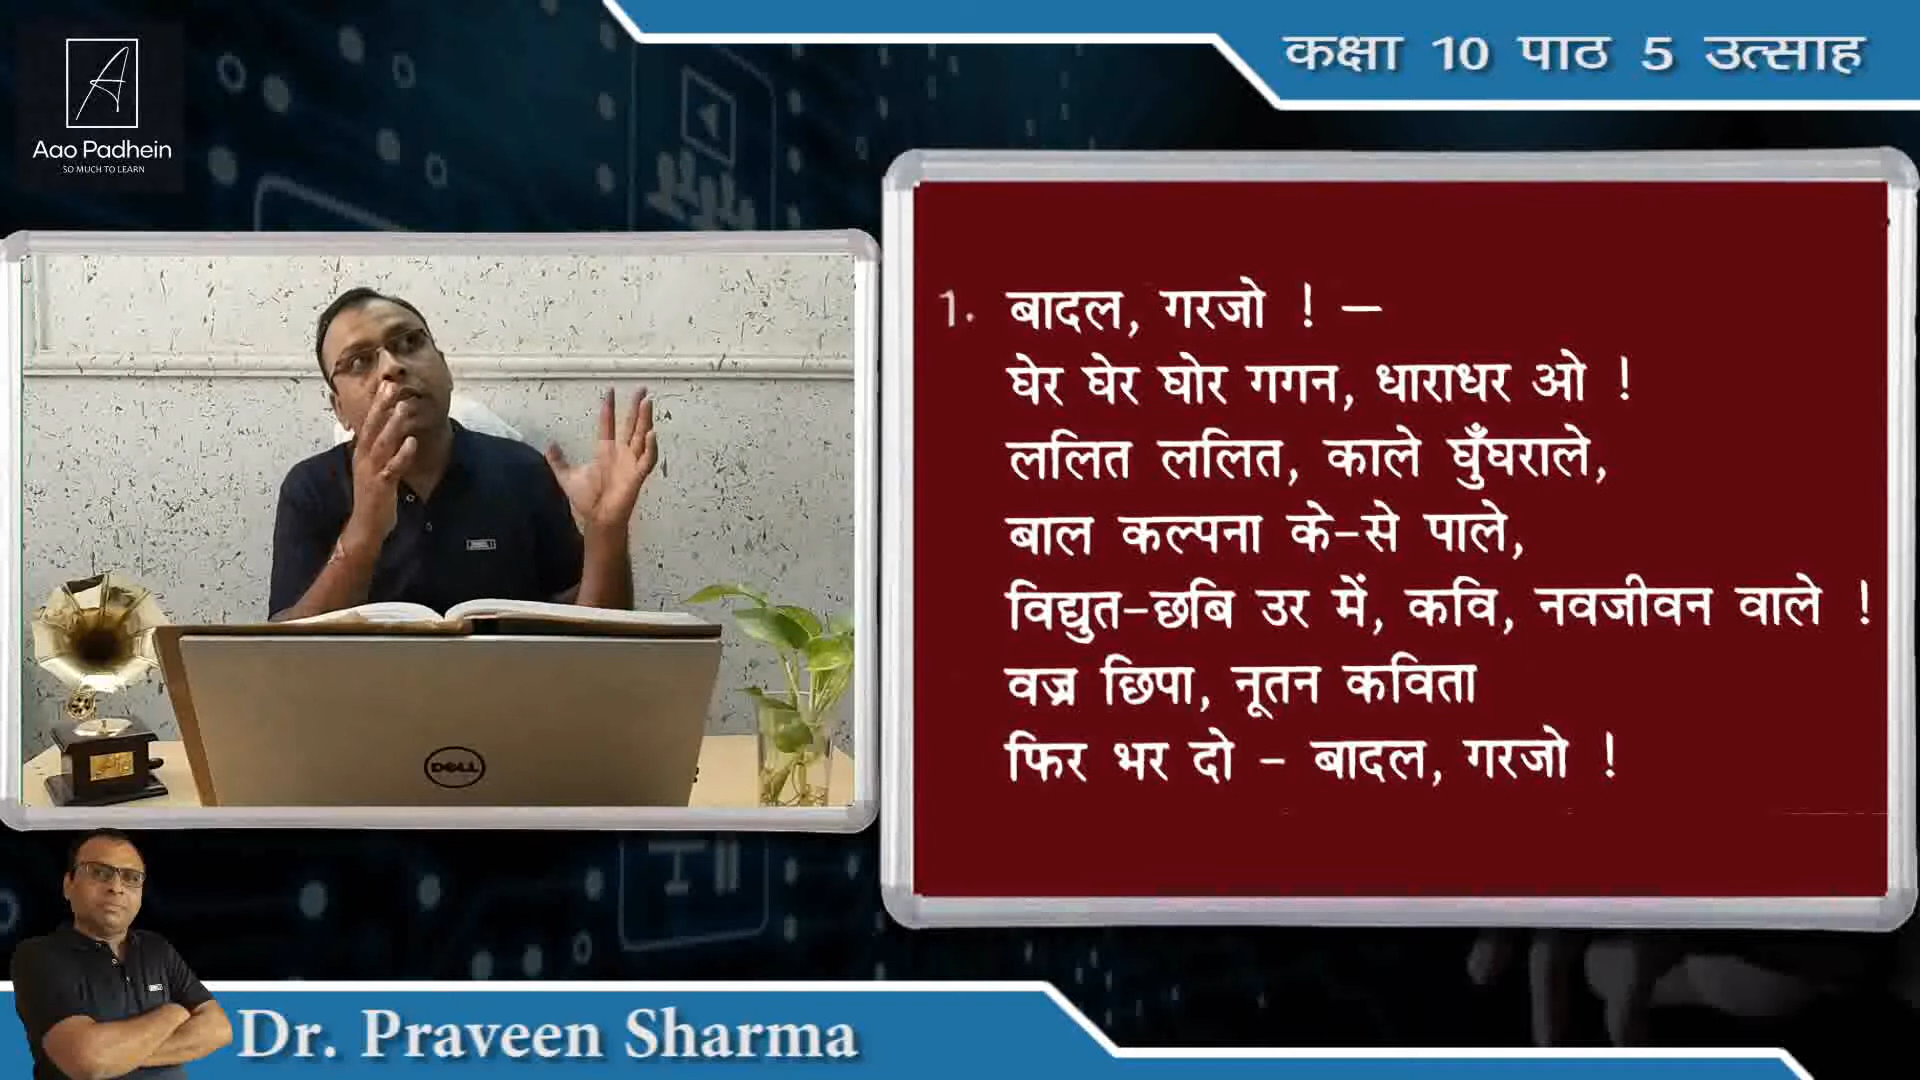 Aao Padhein
SO MUCH TO LEARN
कक्षा 10 पाठ 5 उत्साह
1. बादल, गरजो ! –
घेर घेर घोर गगन, धाराधर ओ !
ललित ललित, काले घुँघराले,
बाल कल्पना के-से पाले,
विद्युत-छबि उर में, कवि, नवजीवन वाले !
वज्र छिपा, नूतन कविता
फिर भर दो - बादल, गरजो !
DELL
Dr. Praveen Sharma